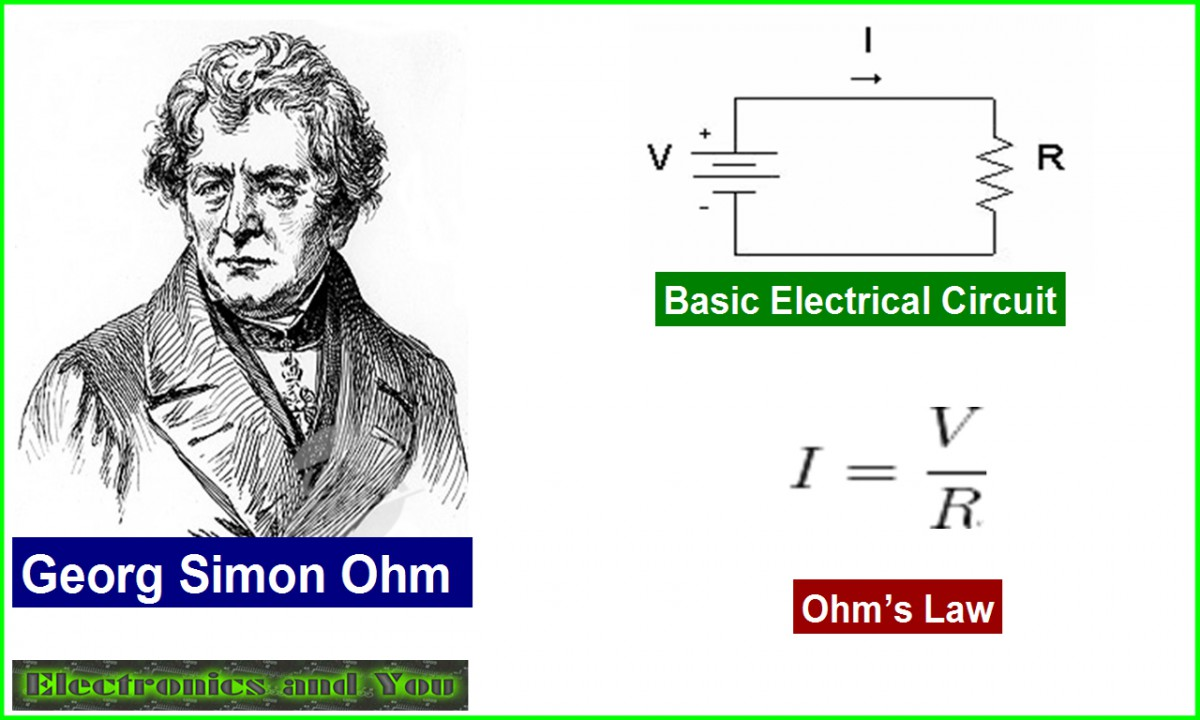 I
→
+
V
R
-
Basic Electrical Circuit
I = V/R
Georg Simon Ohm
Ohm’s Law
Electronics and You